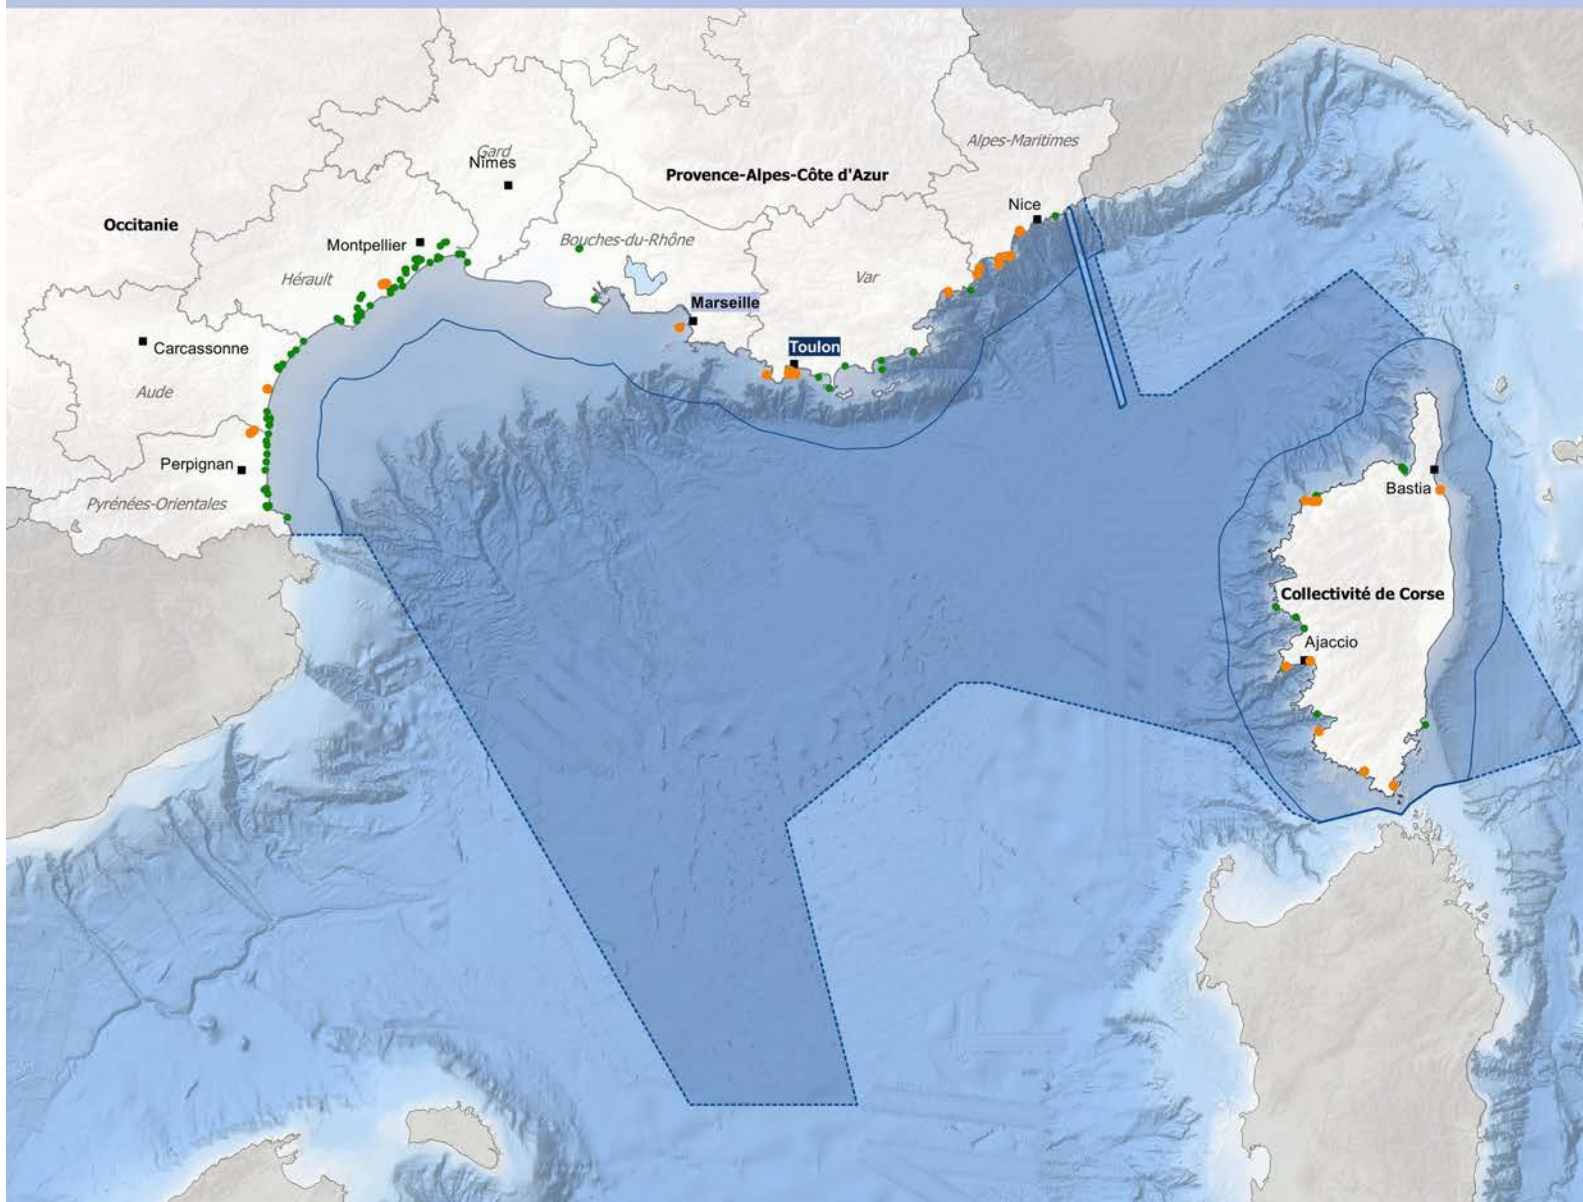 Alpes-Maritimes
Gard
Nîmes
Provence-Alpes-Côte d'Azur
Nice
Occitanie
Montpellier
Bouches-du-Rhône
Hérault
Var
Marseille
Toulon
Carcassonne
Aude
Perpignan
Bastia
Pyrénées-Orientales
Collectivité de Corse
Ajaccio